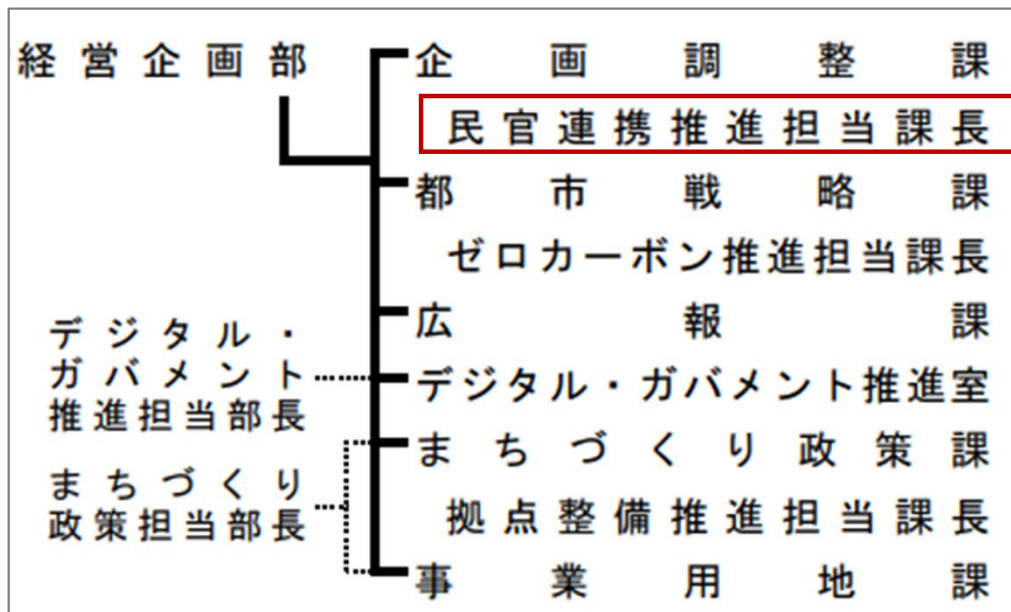 経営企画部
企画調整課
民官連携推進担当課長
都市戦略課
ゼロカーボン推進担当課長
広報課
デジタル・
ガバメント
推進担当部長
デジタル・ガバメント推進室
まちづくり政策課
まちづくり
政策担当部長
拠点整備推進担当課長
事業用地課